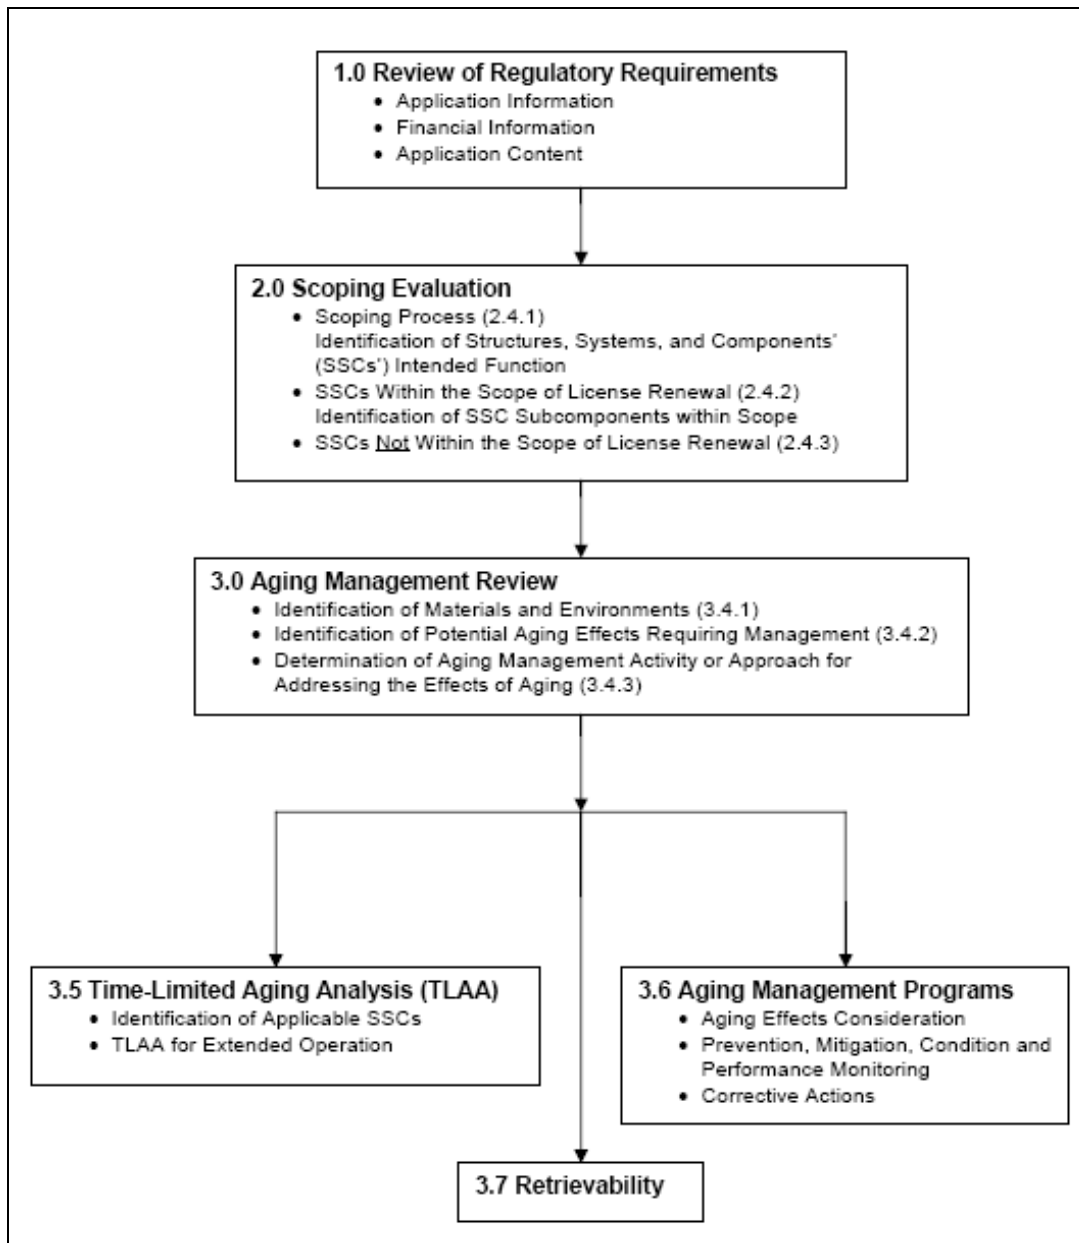 1.0 Review of Regulatory Requirements
• Application Information
• Financial Information
• Application Content
2.0 Scoping Evaluation
• Scoping Process (2.4.1)
Identification of Structures, Systems, and Components'
(SSCs') Intended Function
• SSCs Within the Scope of License Renewal (2.4.2)
Identification of SSC Subcomponents within Scope
• SSCs Not Within the Scope of License Renewal (2.4.3)
3.0 Aging Management Review
• Identification of Materials and Environments (3.4.1)
• Identification of Potential Aging Effects Requiring Management (3.4.2)
• Determination of Aging Management Activity or Approach for
Addressing the Effects of Aging (3.4.3)
3.5 Time-Limited Aging Analysis (TLAA)
• Identification of Applicable SSCs
• TLAA for Extended Operation
3.6 Aging Management Programs
• Aging Effects Consideration
• Prevention, Mitigation, Condition and
Performance Monitoring
• Corrective Actions
3.7 Retrievability